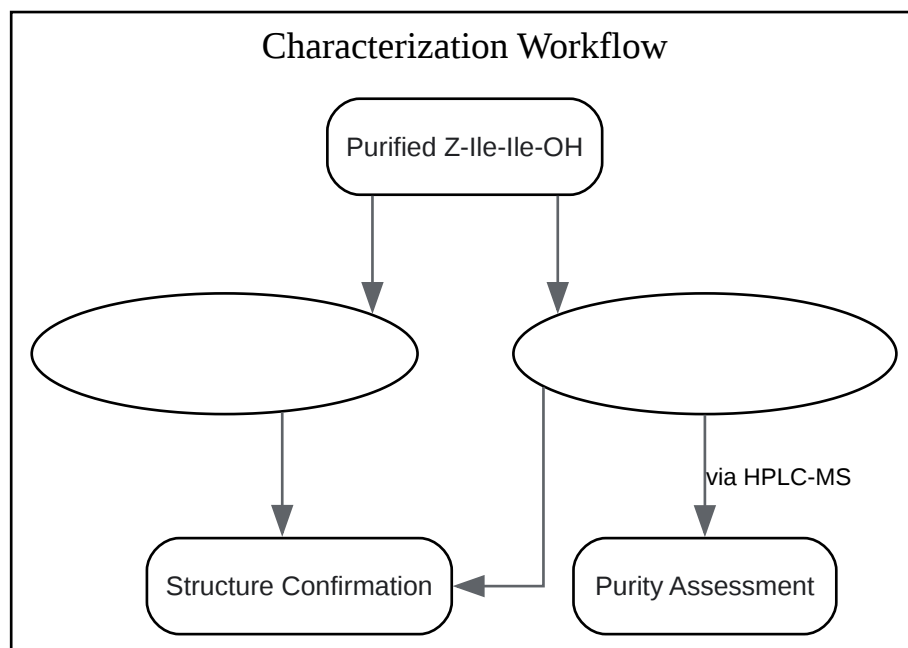 Characterization Workflow
Purified Z-Ile-Ile-OH
via HPLC-MS
Structure Confirmation
Purity Assessment